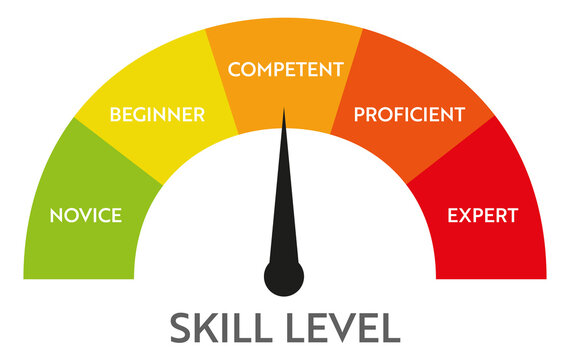 NOVICE
BEGINNER
COMPETENT
PROFICIENT
EXPERT
SKILL LEVEL